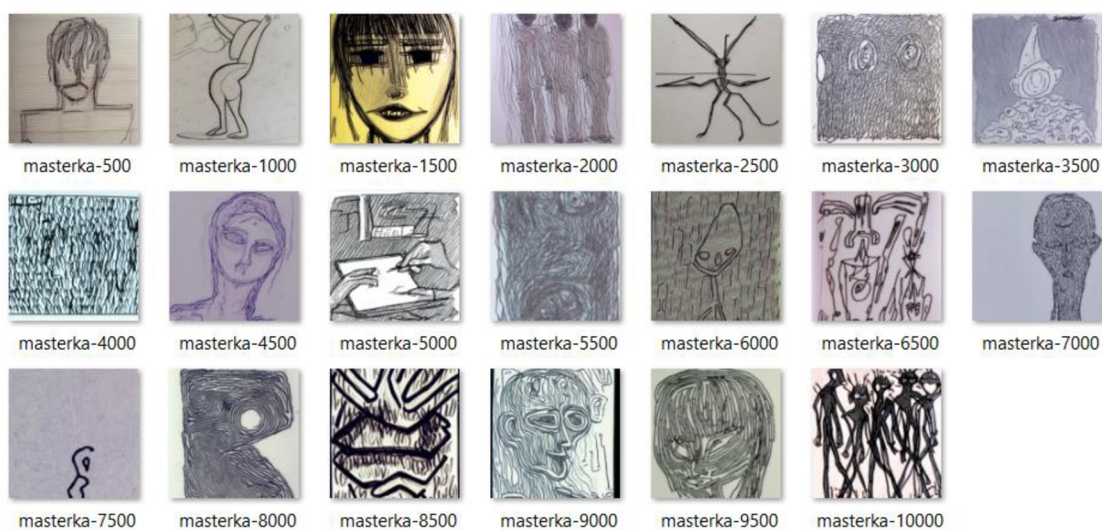 masterka-500 masterka-1000 masterka-1500 masterka-2000 masterka-2500 masterka-3000 masterka-3500
masterka-4000 masterka-4500 masterka-5000 masterka-5500 masterka-6000 masterka-6500 masterka-7000
masterka-7500 masterka-8000 masterka-8500 masterka-9000 masterka-9500 masterka-10000